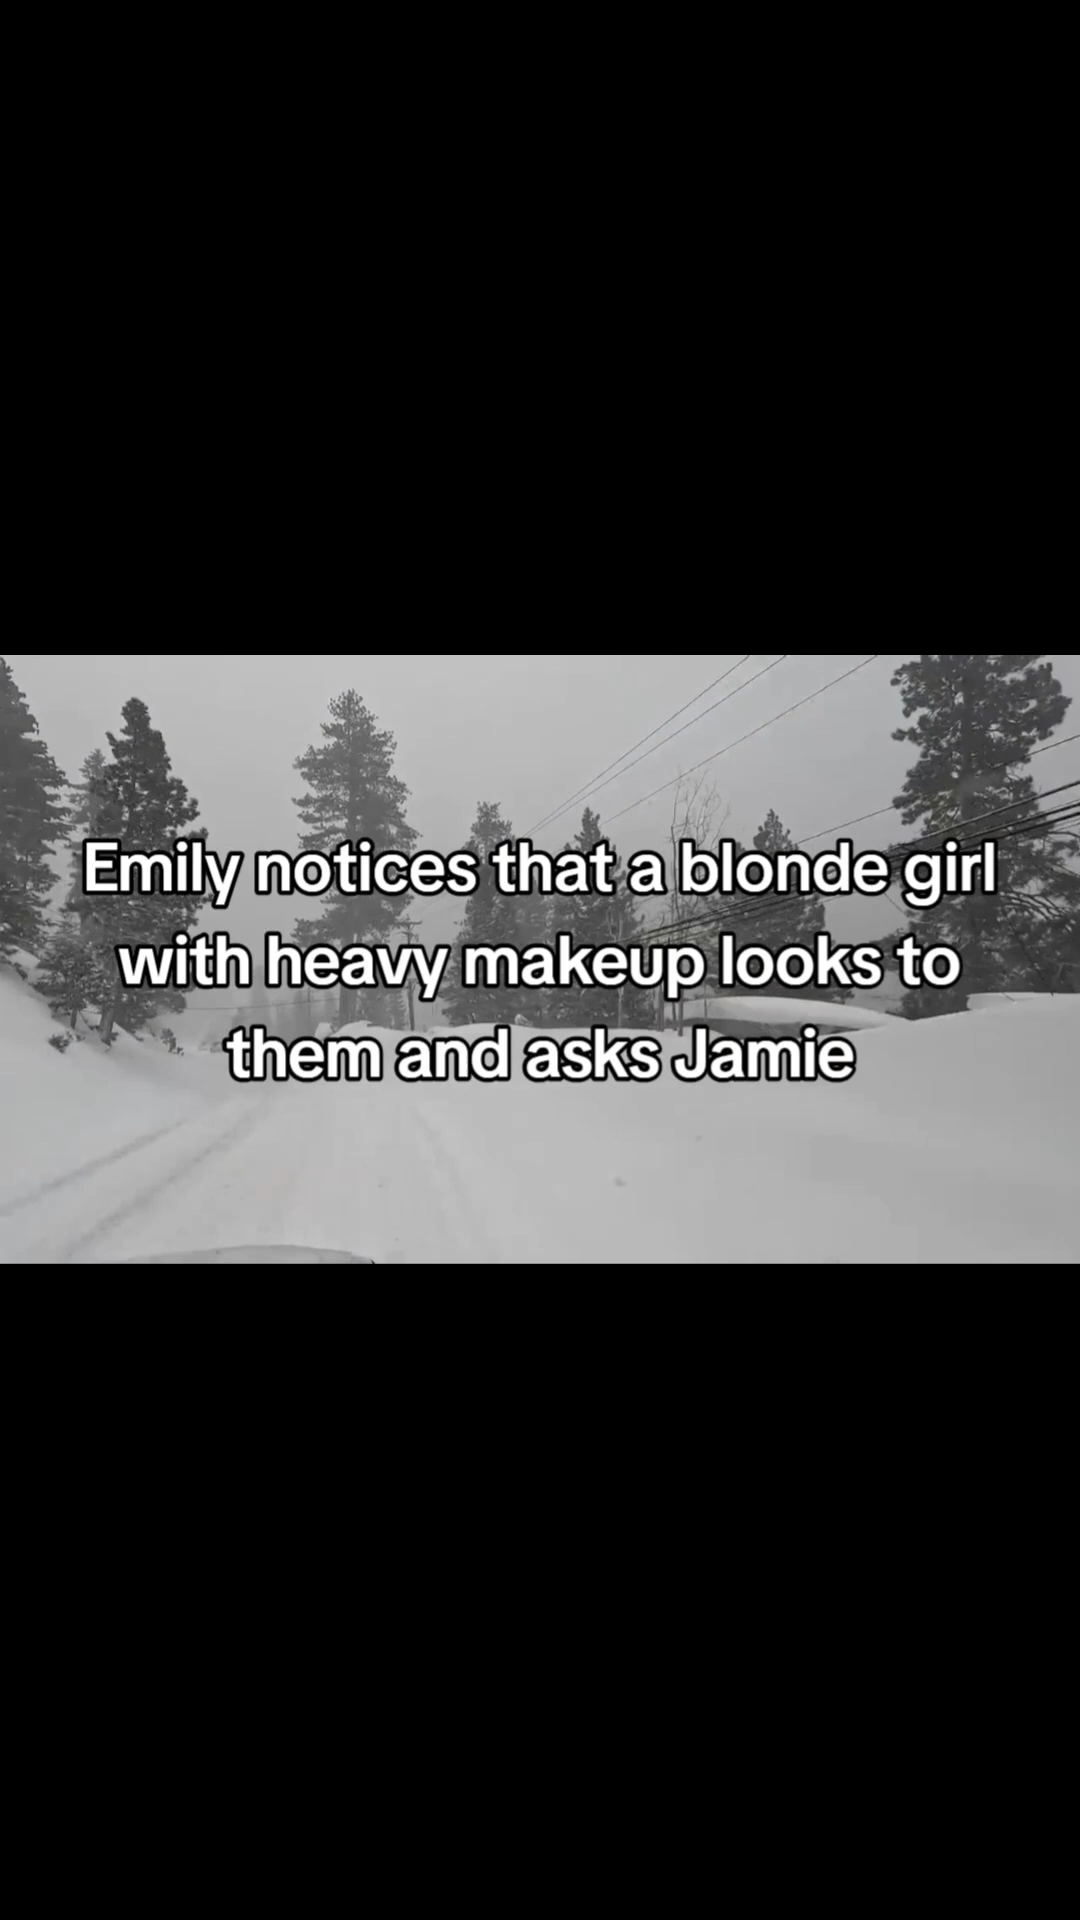 Emily notices that a blonde girl
with heavy makeup looks to
them and asks Jamie